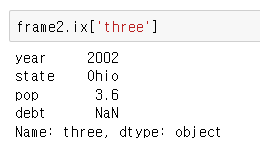 frame2.ix['three']
year 2002
state Ohio
pop 3.6
debt NaN
Name: three, dtype: object